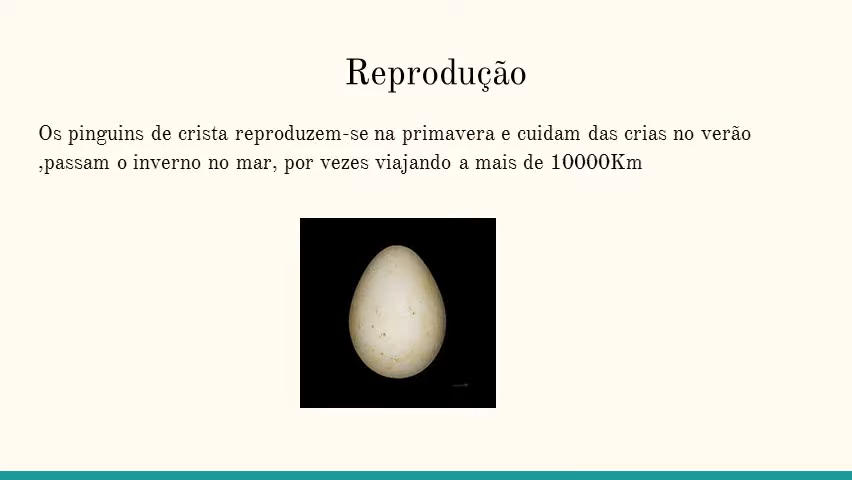 Reprodução
Os pinguins de crista reproduzem-se na primavera e cuidam das crias no verão
,passam o inverno no mar, por vezes viajando a mais de 10000Km